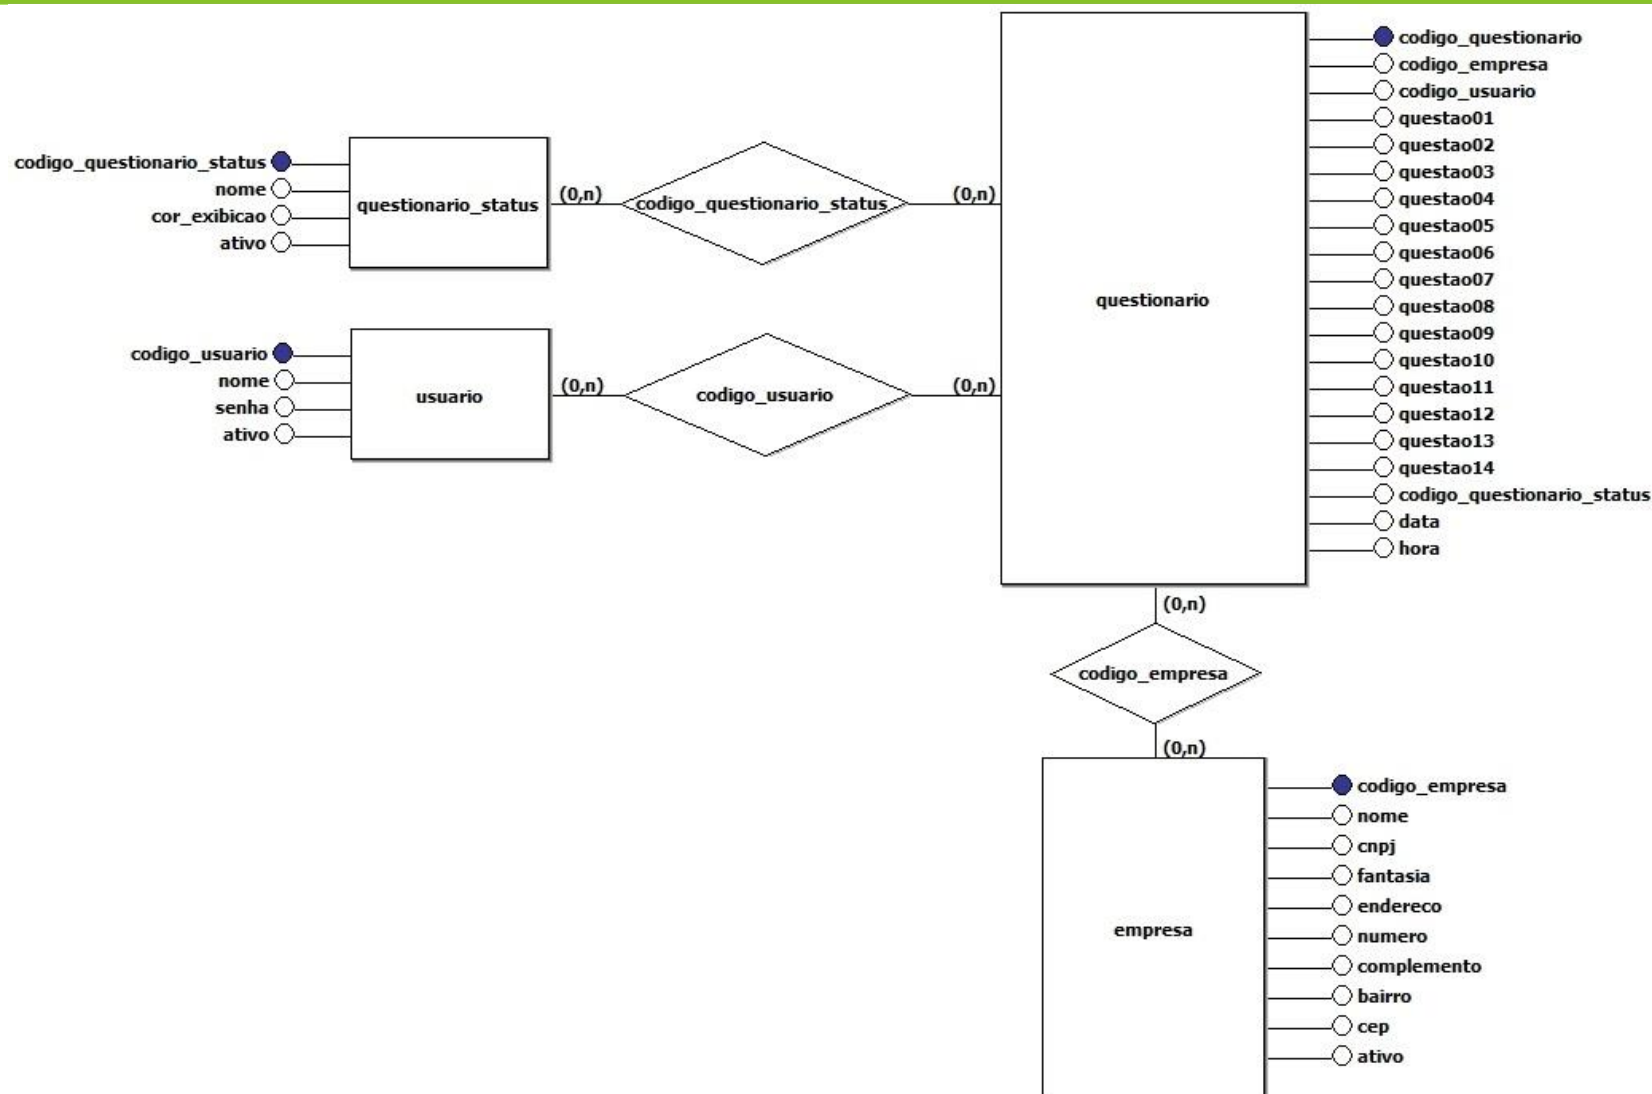 codigo_questionario_status
nome
cor_exibicao
ativo
questionario_status
(0,n)
codigo_questionario_status
(0,n)
codigo_usuario
nome
senha
ativo
usuario
(0,n)
codigo_usuario
(0,n)
questionario
codigo_questionario
codigo_empresa
codigo_usuario
questao01
questao02
questao03
questao04
questao05
questao06
questao07
questao08
questao09
questao10
questao11
questao12
questao13
questao14
codigo_questionario_status
data
hora
(0,n)
codigo_empresa
(0,n)
empresa
codigo_empresa
nome
cnpj
fantasia
endereco
numero
complemento
bairro
cep
ativo